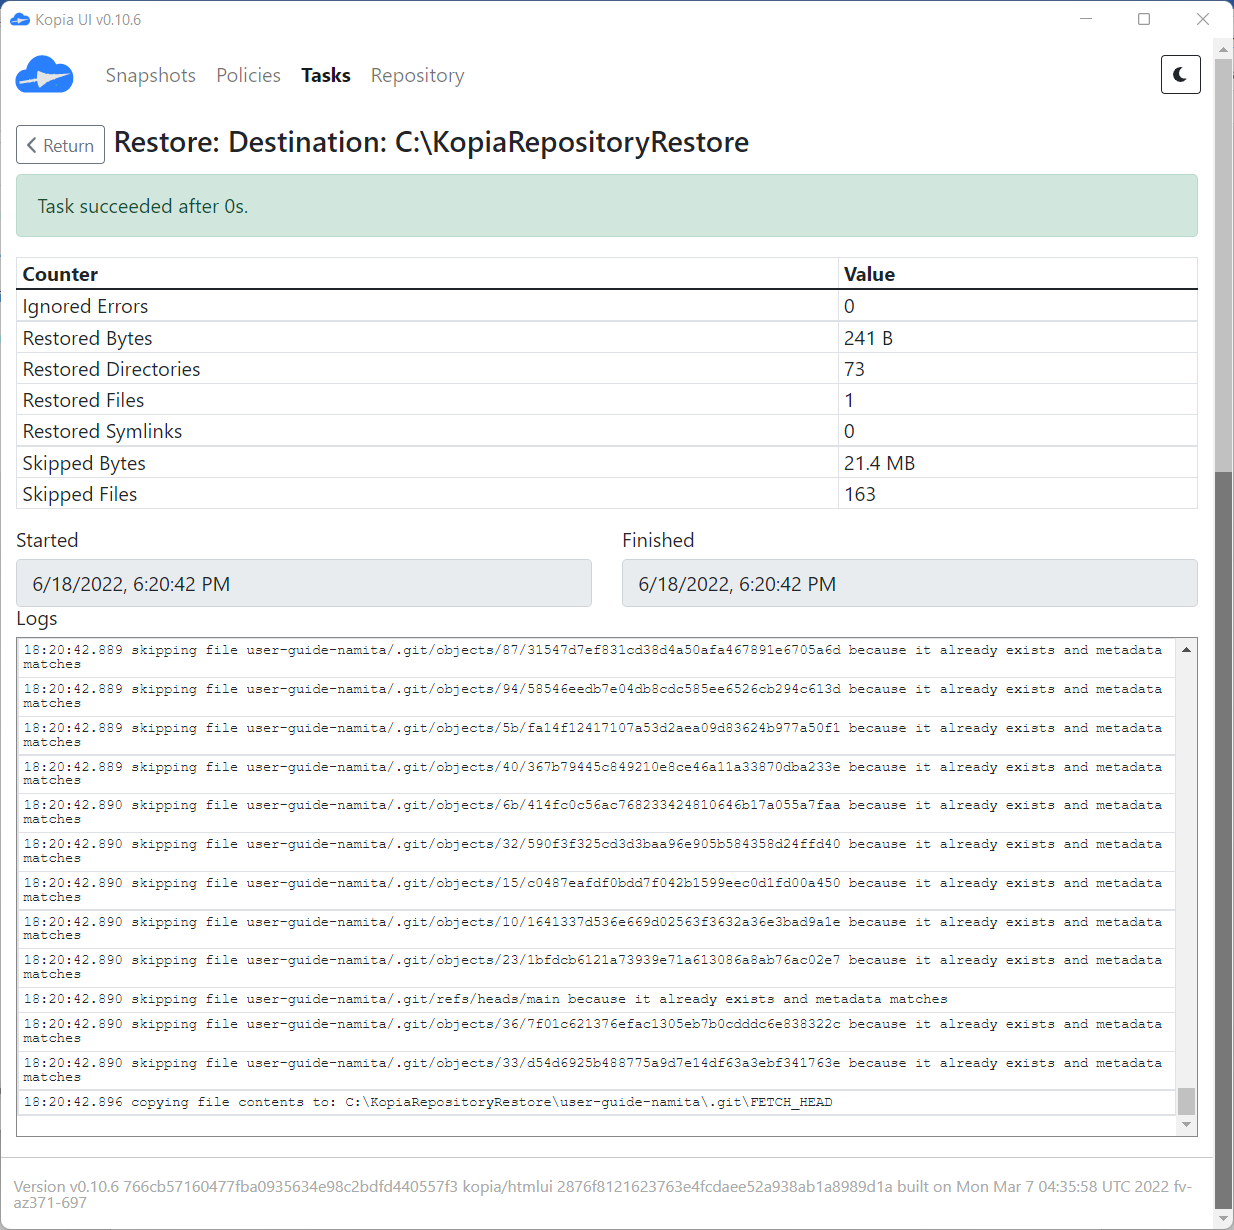 Kopia UI v0.10.6
Snapshots Policies Tasks Repository
Return Restore: Destination: C:\KopiaRepositoryRestore
Task succeeded after 0s.
Counter Value
Ignored Errors 0
Restored Bytes 241 B
Restored Directories 73
Restored Files 1
Restored Symlinks 0
Skipped Bytes 21.4 MB
Skipped Files 163
Started Finished
6/18/2022, 6:20:42 PM 6/18/2022, 6:20:42 PM
Logs
18:20:42.889 skipping file user-guide-namita/.git/objects/87/31547d7ef831cd38d4a50afa467891e6705a6d because it already exists and metadata
matches
18:20:42.889 skipping file user-guide-namita/.git/objects/94/58546eedb7e04db8cdc585ee6526cb294c613d because it already exists and metadata
matches
18:20:42.889 skipping file user-guide-namita/.git/objects/5b/fa14f12417107a53d2aea09d83624b977a50f1 because it already exists and metadata
matches
18:20:42.889 skipping file user-guide-namita/.git/objects/40/367b79445c849210e8ce46a11a33870dba233e because it already exists and metadata
matches
18:20:42.890 skipping file user-guide-namita/.git/objects/6b/414fc0c56ac768233424810646b17a055a7faa because it already exists and metadata
matches
18:20:42.890 skipping file user-guide-namita/.git/objects/32/590f3f325cd3d3baa96e905b584358d24ffd40 because it already exists and metadata
matches
18:20:42.890 skipping file user-guide-namita/.git/objects/15/c0487eafdf0bdd7f042b1599eec0d1fd00a450 because it already exists and metadata
matches
18:20:42.890 skipping file user-guide-namita/.git/objects/10/1641337d536e669d02563f3632a36e3bad9a1e because it already exists and metadata
matches
18:20:42.890 skipping file user-guide-namita/.git/objects/23/1bfdcb6121a73939e71a613086a8ab76ac02e7 because it already exists and metadata
matches
18:20:42.890 skipping file user-guide-namita/.git/refs/heads/main because it already exists and metadata matches
18:20:42.890 skipping file user-guide-namita/.git/objects/36/7f01c621376efac1305eb7b0cdddc6e838322c because it already exists and metadata
matches
18:20:42.890 skipping file user-guide-namita/.git/objects/33/d54d6925b488775a9d7e14df63a3ebf341763e because it already exists and metadata
matches
18:20:42.896 copying file contents to: C:\KopiaRepositoryRestore\user-guide-namita\.git\FETCH_HEAD
Version v0.10.6 766cb57160477fba0935634e98c2bdfd440557f3 kopia/htmlui 2876f8121623763e4fcdaee52a938ab1a8989d1a built on Mon Mar 7 04:35:58 UTC 2022 fv-
az371-697